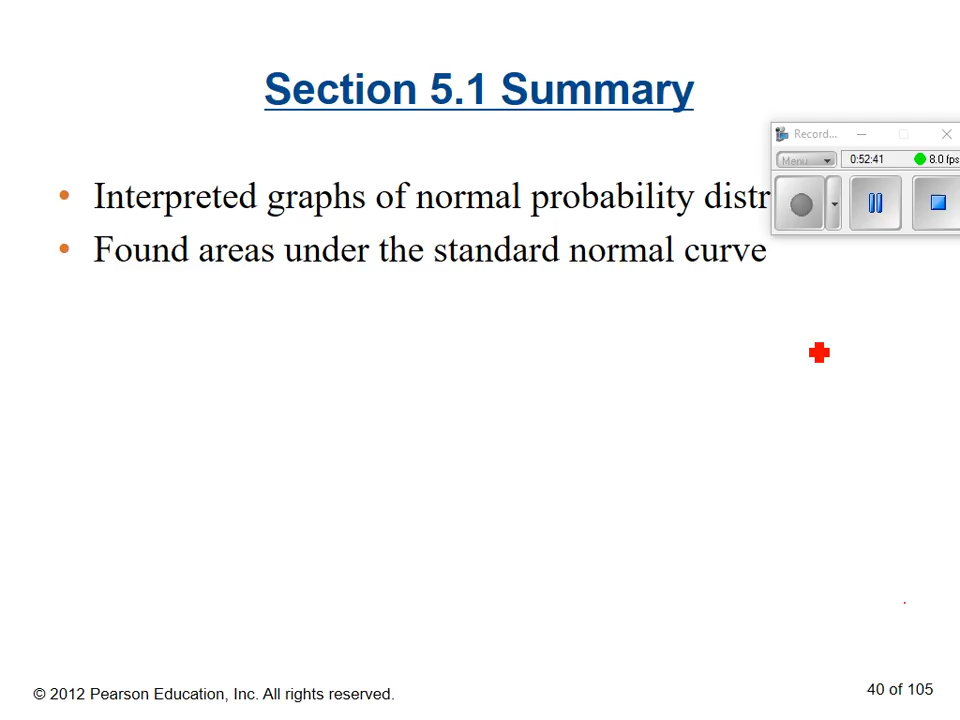 Section 5.1 Summary
Record...
Menu
0:52:41
8.0 fps
• Interpreted graphs of normal probability distr
• Found areas under the standard normal curve
© 2012 Pearson Education, Inc. All rights reserved.
40 of 105